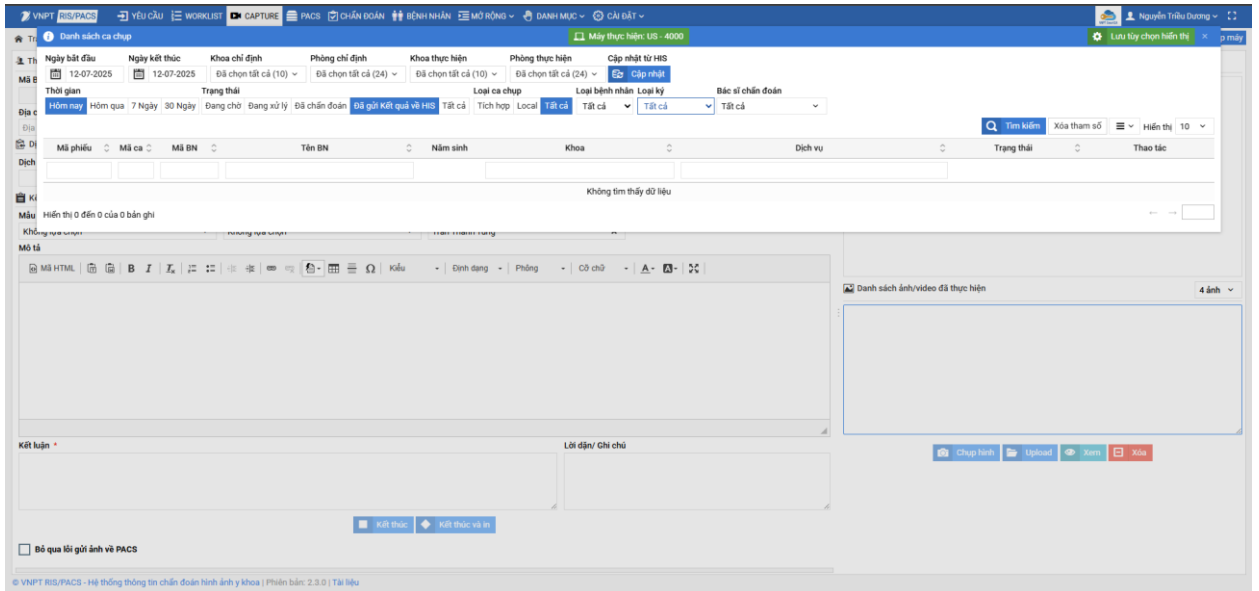 VNPT RIS/PACS YÊU CẦU WORKLIST CAPTURE PACS CHẨN ĐOÁN BỆNH NHÂN MỞ RỘNG DANH MỤC CÀI ĐẶT Nguyễn Triều Dương
Danh sách ca chụp Máy thực hiện: US - 4000 Lưu tùy chọn hiển thị ×
Ngày bắt đầu Ngày kết thúc Khoa chỉ định Phòng chỉ định Khoa thực hiện Phòng thực hiện Cập nhật từ HIS
12-07-2025 12-07-2025 Đã chọn tất cả (10) Đã chọn tất cả (24) Đã chọn tất cả (10) Đã chọn tất cả (24) Cập nhật
Thời gian Trạng thái Loại ca chụp Loại bệnh nhân Loại ký Bác sĩ chẩn đoán
Hôm nay Hôm qua 7 Ngày 30 Ngày Đang chờ Đang xử lý Đã chẩn đoán Đã gửi Kết quả về HIS Tất cả Tích hợp Local Tất cả Tất cả Tất cả Tất cả
Tìm kiếm Xóa tham số Hiển thị 10
Mã phiếu Mã ca Mã BN Tên BN Năm sinh Khoa Dịch vụ Trạng thái Thao tác
Không tìm thấy dữ liệu
Hiển thị 0 đến 0 của 0 bản ghi
Mô tả
Mã HTML B I Kiểu Định dạng Phông Cỡ chữ A A
Danh sách ảnh/video đã thực hiện 4 ảnh
Kết luận * Lời dặn/ Ghi chú
Chụp hình Upload Xem Xóa
Kết thúc Kết thúc và in
Bỏ qua lỗi gửi ảnh về PACS
© VNPT RIS/PACS - Hệ thống thông tin chẩn đoán hình ảnh y khoa | Phiên bản: 2.3.0 | Tài liệu